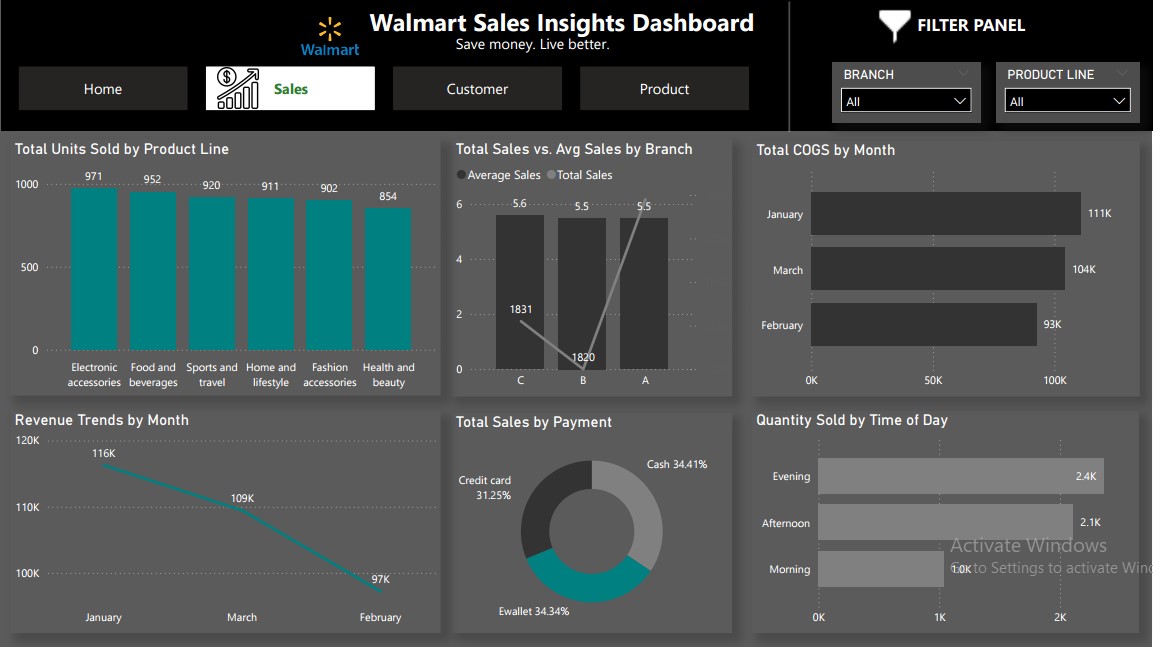 Walmart
Walmart Sales Insights Dashboard
Save money. Live better.
FILTER PANEL
Home
Sales
Customer
Product
BRANCH
All
PRODUCT LINE
All
Total Units Sold by Product Line
1000
500
0
971
952
920
911
902
854
Electronic
accessories
Food and
beverages
Sports and
travel
Home and
lifestyle
Fashion
accessories
Health and
beauty
Total Sales vs. Avg Sales by Branch
Average Sales
Total Sales
6
4
2
0
5.6
5.5
5.5
1831
1820
C
B
A
Total COGS by Month
January
111K
March
104K
February
93K
0K
50K
100K
Revenue Trends by Month
120K
110K
100K
116K
109K
97K
January
March
February
Total Sales by Payment
Cash 34.41%
Credit card
31.25%
Ewallet 34.34%
Quantity Sold by Time of Day
Evening
2.4K
Afternoon
2.1K
Morning
1.0K
0K
1K
2K
Activate Windows
Go to Settings to activate Win